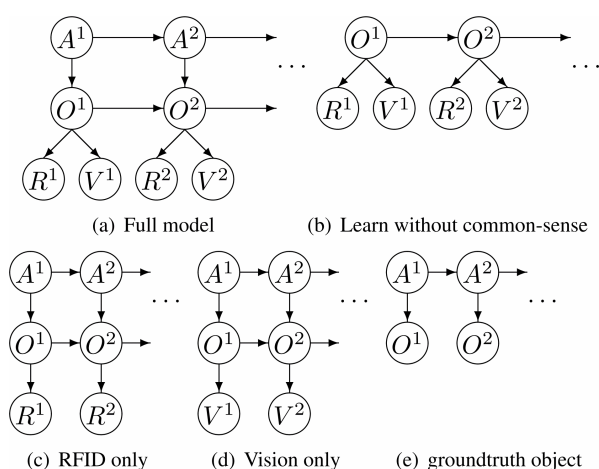 A¹ A² ...
O¹ O²
R¹ V¹ R² V²
(a) Full model
O¹ O² ...
R¹ V¹ R² V²
(b) Learn without common-sense
A¹ A² ...
O¹ O²
R¹ R²
(c) RFID only
A¹ A² ...
O¹ O²
V¹ V²
(d) Vision only
A¹ A² ...
O¹ O²
(e) groundtruth object